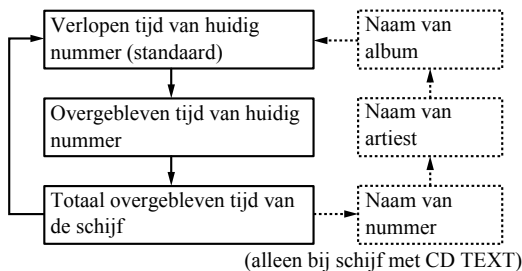 Verlopen tijd van huidig
nummer (standaard)
Overgebleven tijd van huidig
nummer
Totaal overgebleven tijd van
de schijf
Naam van
album
Naam van
artiest
Naam van
nummer
(alleen bij schijf met CD TEXT)